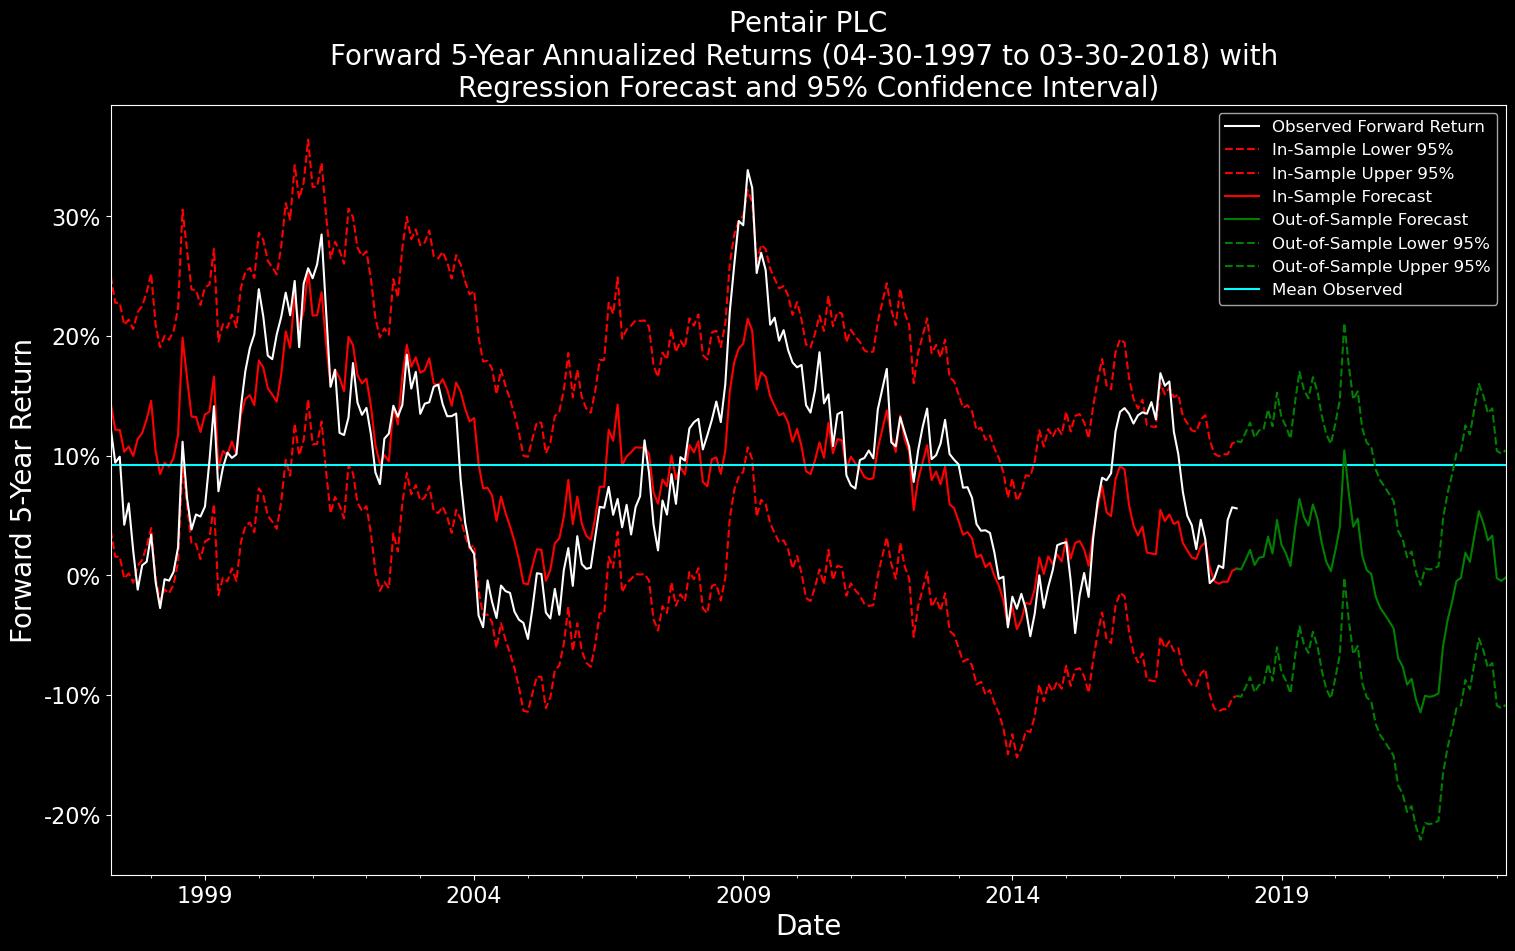 Pentair PLC
Forward 5-Year Annualized Returns (04-30-1997 to 03-30-2018) with
Regression Forecast and 95% Confidence Interval)
Observed Forward Return
In-Sample Lower 95%
In-Sample Upper 95%
In-Sample Forecast
Out-of-Sample Forecast
Out-of-Sample Lower 95%
Out-of-Sample Upper 95%
Mean Observed
Forward 5-Year Return
30%
20%
10%
0%
-10%
-20%
1999
2004
2009
2014
2019
Date